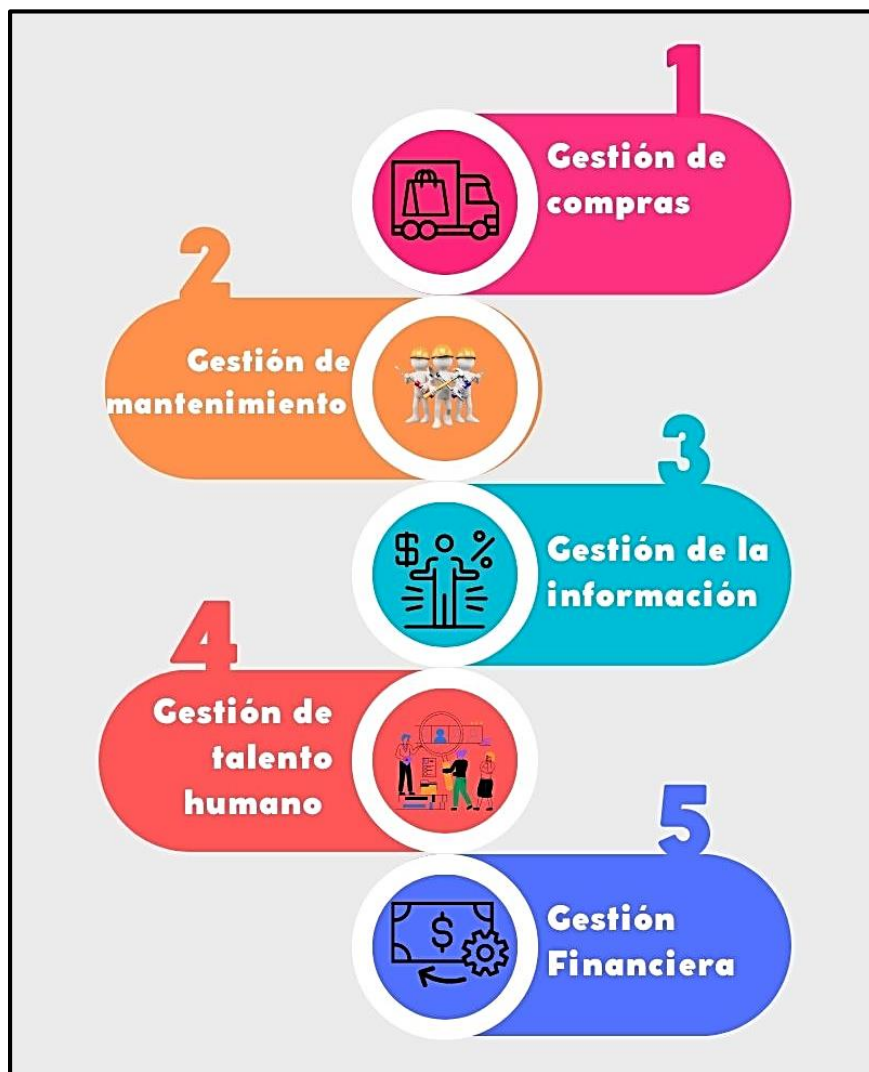 1
Gestión de
compras
2
Gestión de
mantenimiento
3
$ %
Gestión de la
información
4
Gestión de
talento
humano
5
$
Gestión
Financiera